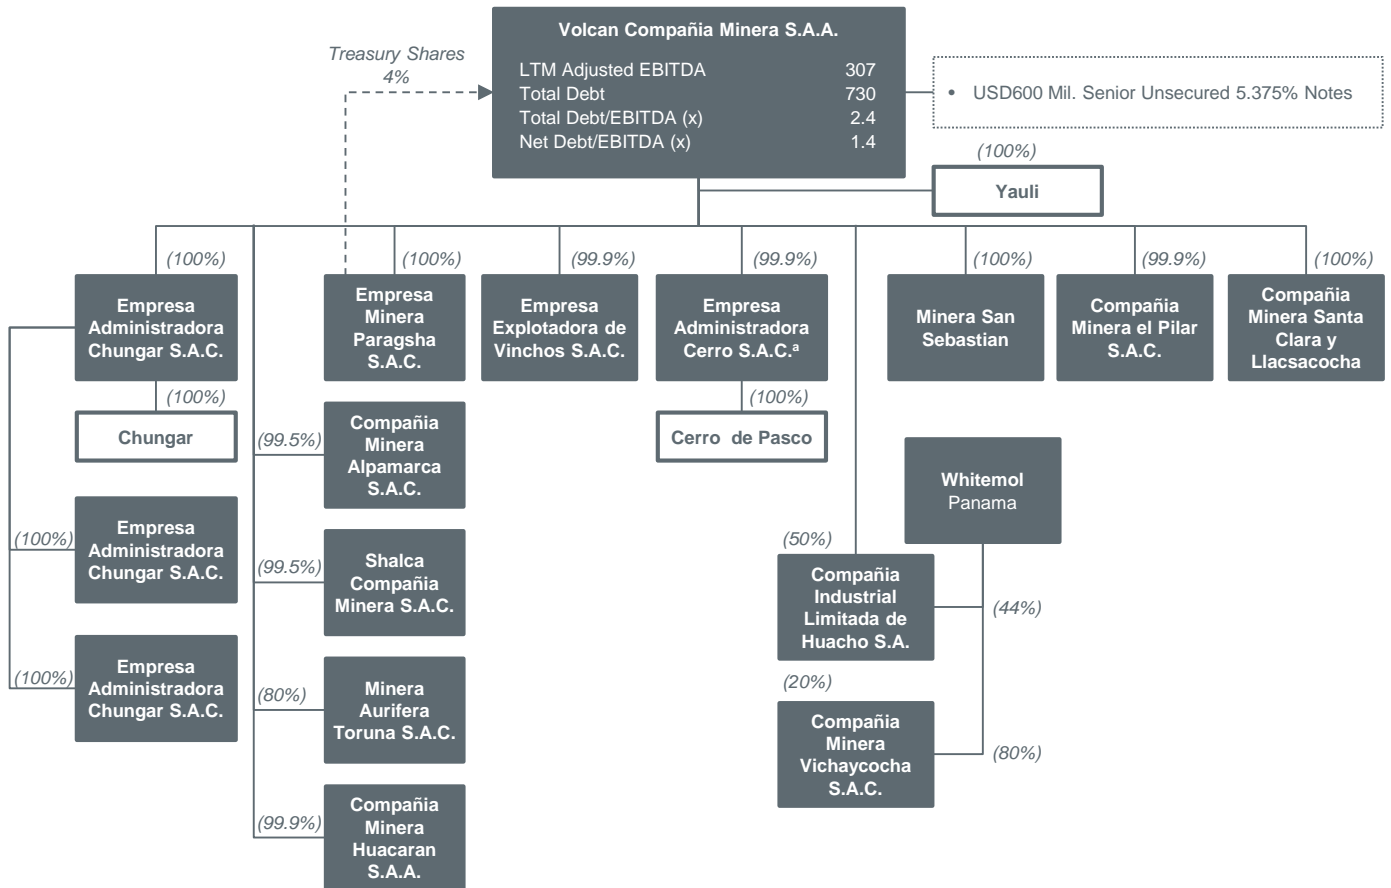 Volcan Compañia Minera S.A.A.
LTM Adjusted EBITDA 307
Total Debt 730
Total Debt/EBITDA (x) 2.4
Net Debt/EBITDA (x) 1.4
Treasury Shares
4%
• USD600 Mil. Senior Unsecured 5.375% Notes
(100%)
Yauli
(100%)
Empresa
Administradora
Chungar S.A.C.
(100%)
Chungar
(100%)
Empresa
Administradora
Chungar S.A.C.
(100%)
Empresa
Administradora
Chungar S.A.C.
(100%)
Empresa
Minera
Paragsha
S.A.C.
(99.5%)
Compañia
Minera
Alpamarca
S.A.C.
(99.5%)
Shalca
Compañia
Minera S.A.C.
(80%)
Minera
Aurifera
Toruna S.A.C.
(99.9%)
Compañia
Minera
Huacaran
S.A.A.
(99.9%)
Empresa
Explotadora de
Vinchos S.A.C.
(99.9%)
Empresa
Administradora
Cerro S.A.C.ª
(100%)
Cerro de Pasco
(50%)
Compañia
Industrial
Limitada de
Huacho S.A.
(20%)
Compañia
Minera
Vichaycocha
S.A.C.
Whitemol
Panama
(44%)
(80%)
(100%)
Minera San
Sebastian
(99.9%)
Compañia
Minera el Pilar
S.A.C.
(100%)
Compañia
Minera Santa
Clara y
Llacsacocha